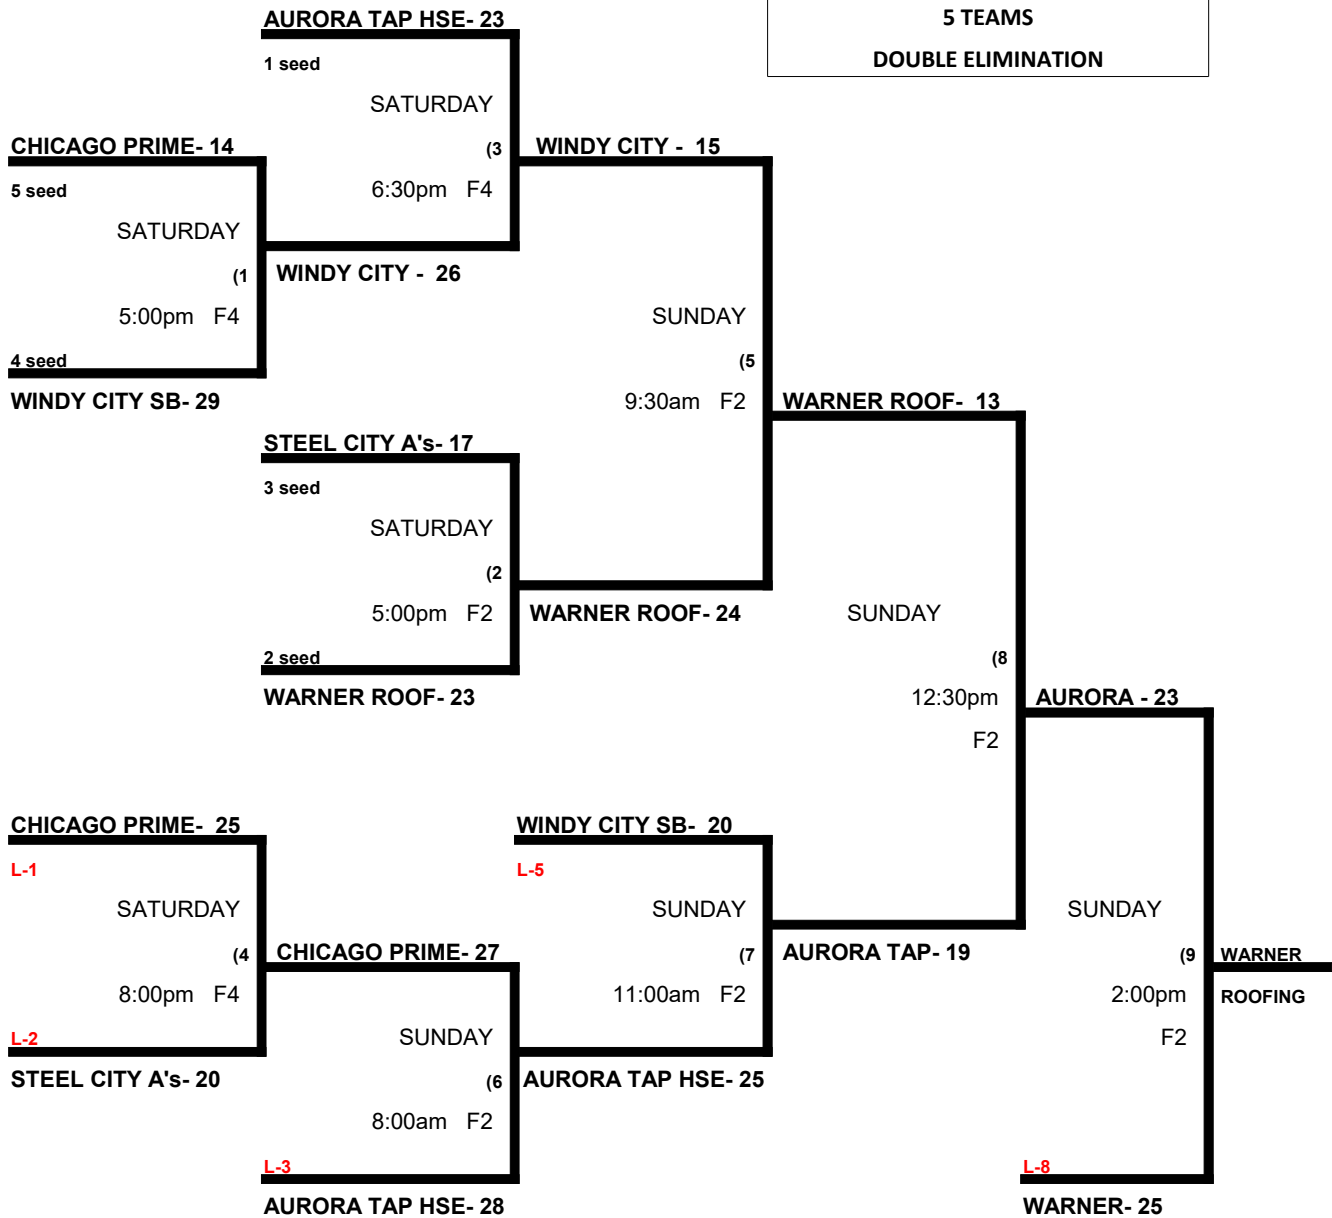 AURORA TAP HSE- 23
5 TEAMS
DOUBLE ELIMINATION
1 seed
SATURDAY
CHICAGO PRIME- 14
(3
WINDY CITY - 15
5 seed
6:30pm F4
SATURDAY
(1
WINDY CITY - 26
5:00pm F4
SUNDAY
4 seed
(5
WINDY CITY SB- 29
9:30am F2
WARNER ROOF- 13
STEEL CITY A's- 17
3 seed
SATURDAY
(2
5:00pm F2
WARNER ROOF- 24
SUNDAY
2 seed
(8
WARNER ROOF- 23
12:30pm
AURORA - 23
F2
CHICAGO PRIME- 25
WINDY CITY SB- 20
L-1
L-5
SATURDAY
SUNDAY
SUNDAY
(4
CHICAGO PRIME- 27
(7
AURORA TAP- 19
(9
WARNER
8:00pm F4
11:00am F2
2:00pm
ROOFING
L-2
SUNDAY
F2
STEEL CITY A's- 20
(6
AURORA TAP HSE- 25
8:00am F2
L-3
L-8
AURORA TAP HSE- 28
WARNER- 25